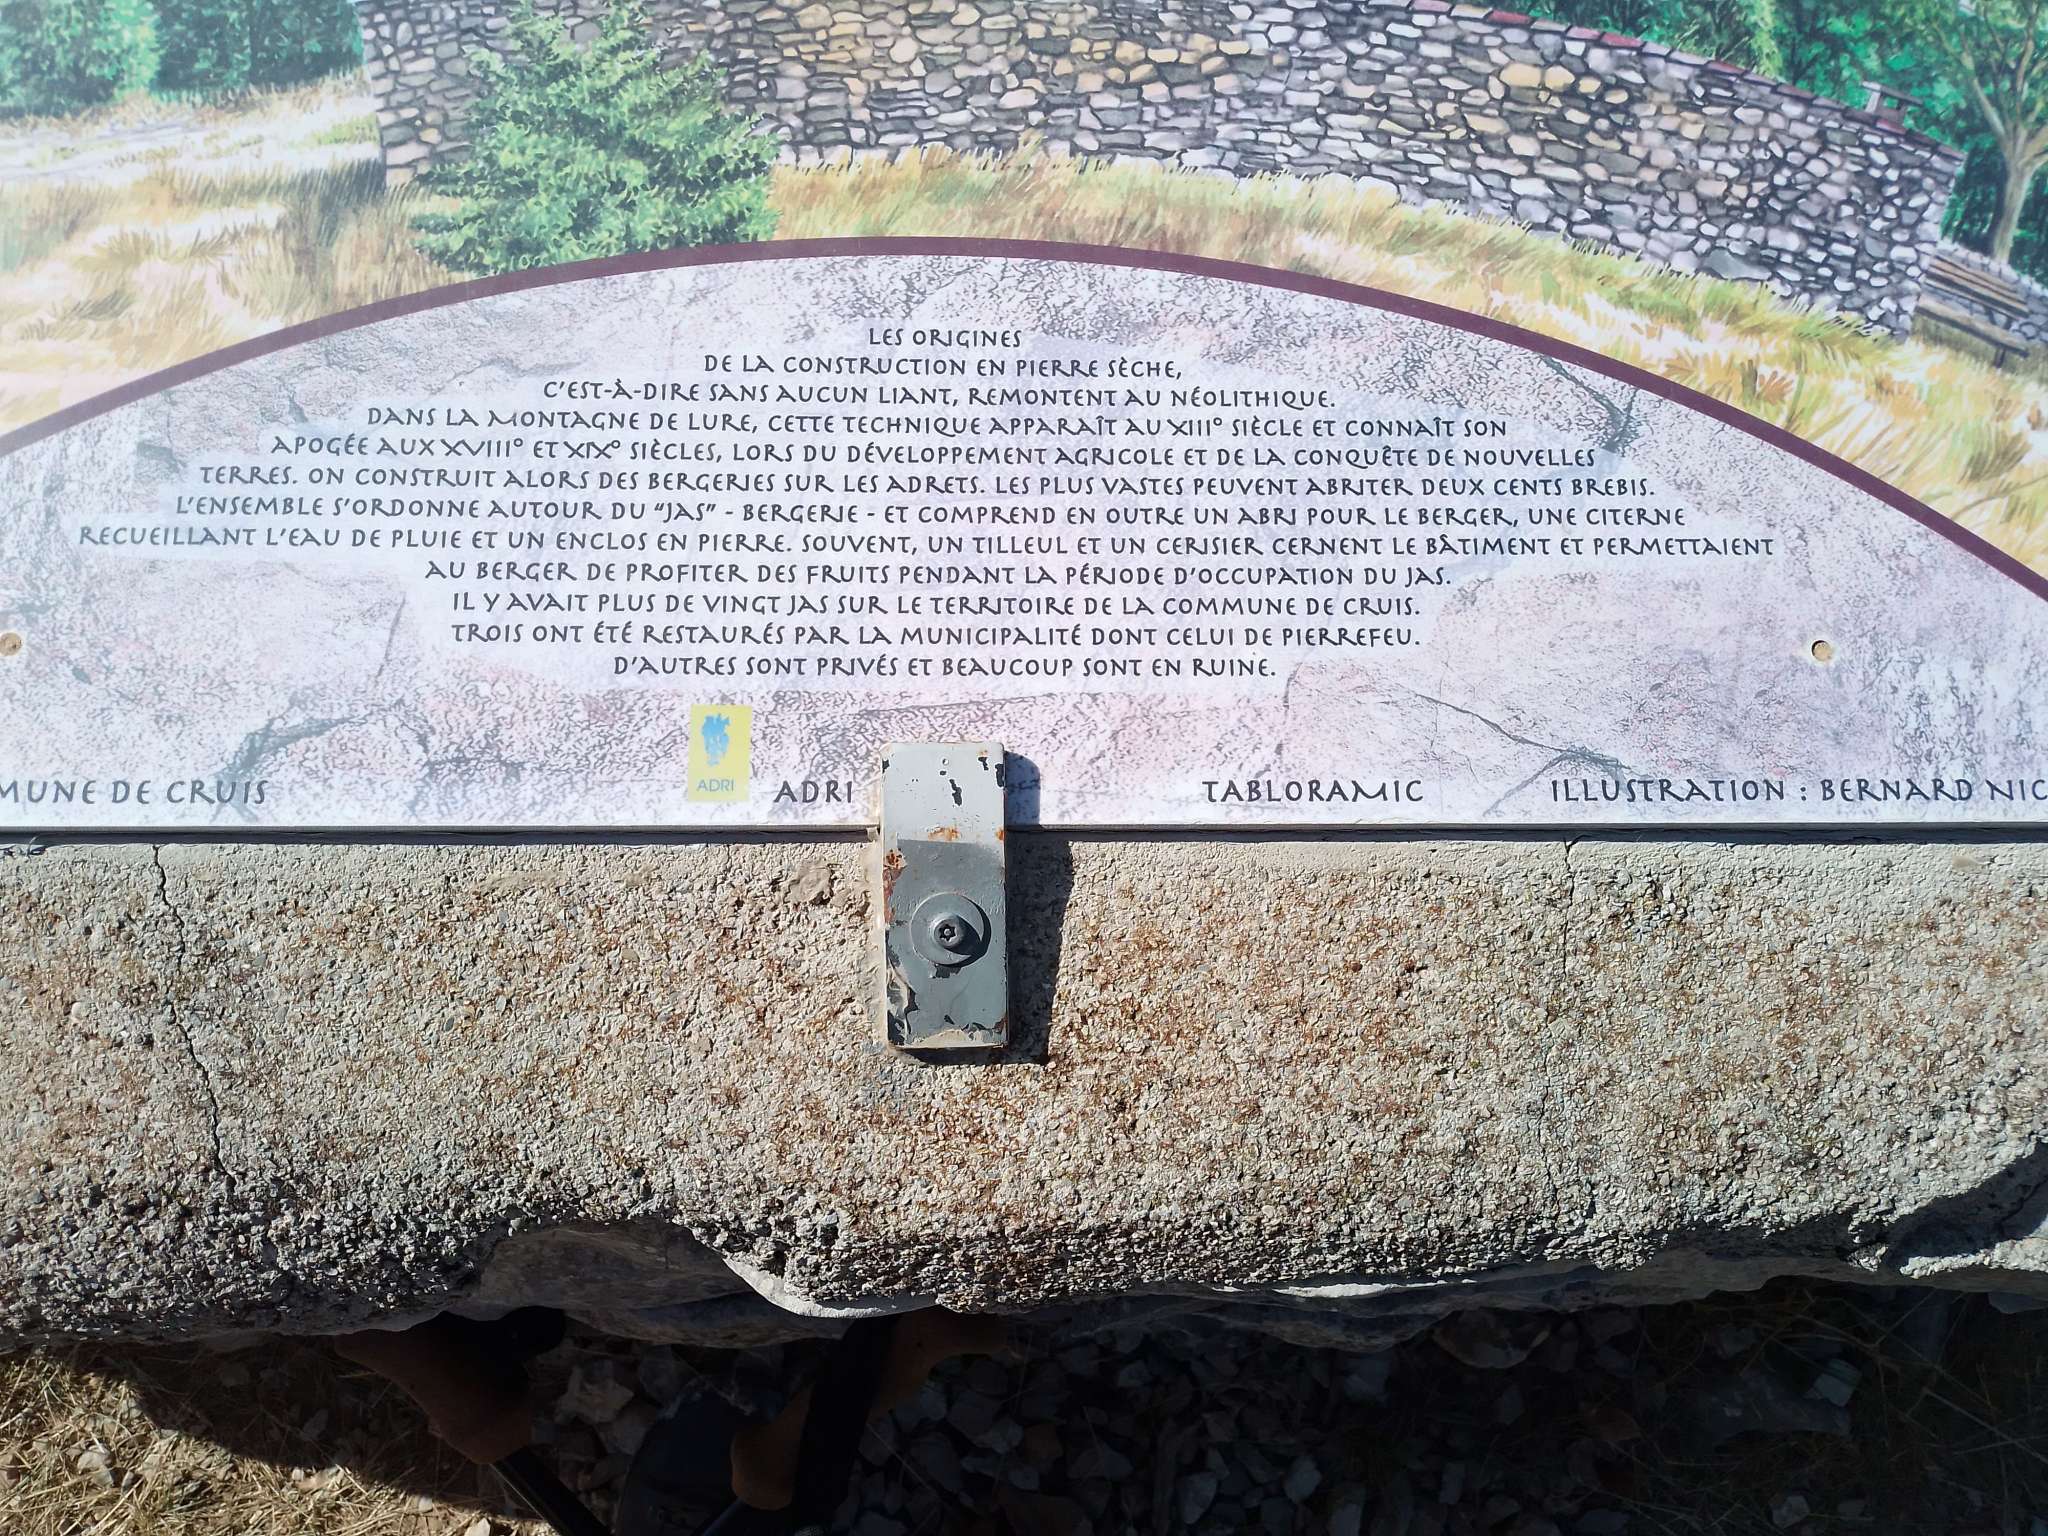 LES ORIGINES
DE LA CONSTRUCTION EN PIERRE SÈCHE,
C'EST-À-DIRE SANS AUCUN LIANT, REMONTENT AU NÉOLITHIQUE.
DANS LA MONTAGNE DE LURE, CETTE TECHNIQUE APPARAÎT AU XIII° SIÈCLE ET CONNAÎT SON
APOGÉE AUX XVIII° ET XIX° SIÈCLES, LORS DU DÉVELOPPEMENT AGRICOLE ET DE LA CONQUÊTE DE NOUVELLES
TERRES. ON CONSTRUIT ALORS DES BERGERIES SUR LES ADRETS. LES PLUS VASTES PEUVENT ABRITER DEUX CENTS BREBIS.
L'ENSEMBLE S'ORDONNE AUTOUR DU "JAS" - BERGERIE - ET COMPREND EN OUTRE UN ABRI POUR LE BERGER, UNE CITERNE
RECUEILLANT L'EAU DE PLUIE ET UN ENCLOS EN PIERRE. SOUVENT, UN TILLEUL ET UN CERISIER CERNENT LE BÂTIMENT ET PERMETTAIENT
AU BERGER DE PROFITER DES FRUITS PENDANT LA PÉRIODE D'OCCUPATION DU JAS.
IL Y AVAIT PLUS DE VINGT JAS SUR LE TERRITOIRE DE LA COMMUNE DE CRUIS.
TROIS ONT ÉTÉ RESTAURÉS PAR LA MUNICIPALITÉ DONT CELUI DE PIERREFEU.
D'AUTRES SONT PRIVÉS ET BEAUCOUP SONT EN RUINE.
MUNE DE CRUIS ADRI ADRI TABLORAMIC ILLUSTRATION : BERNARD NIC